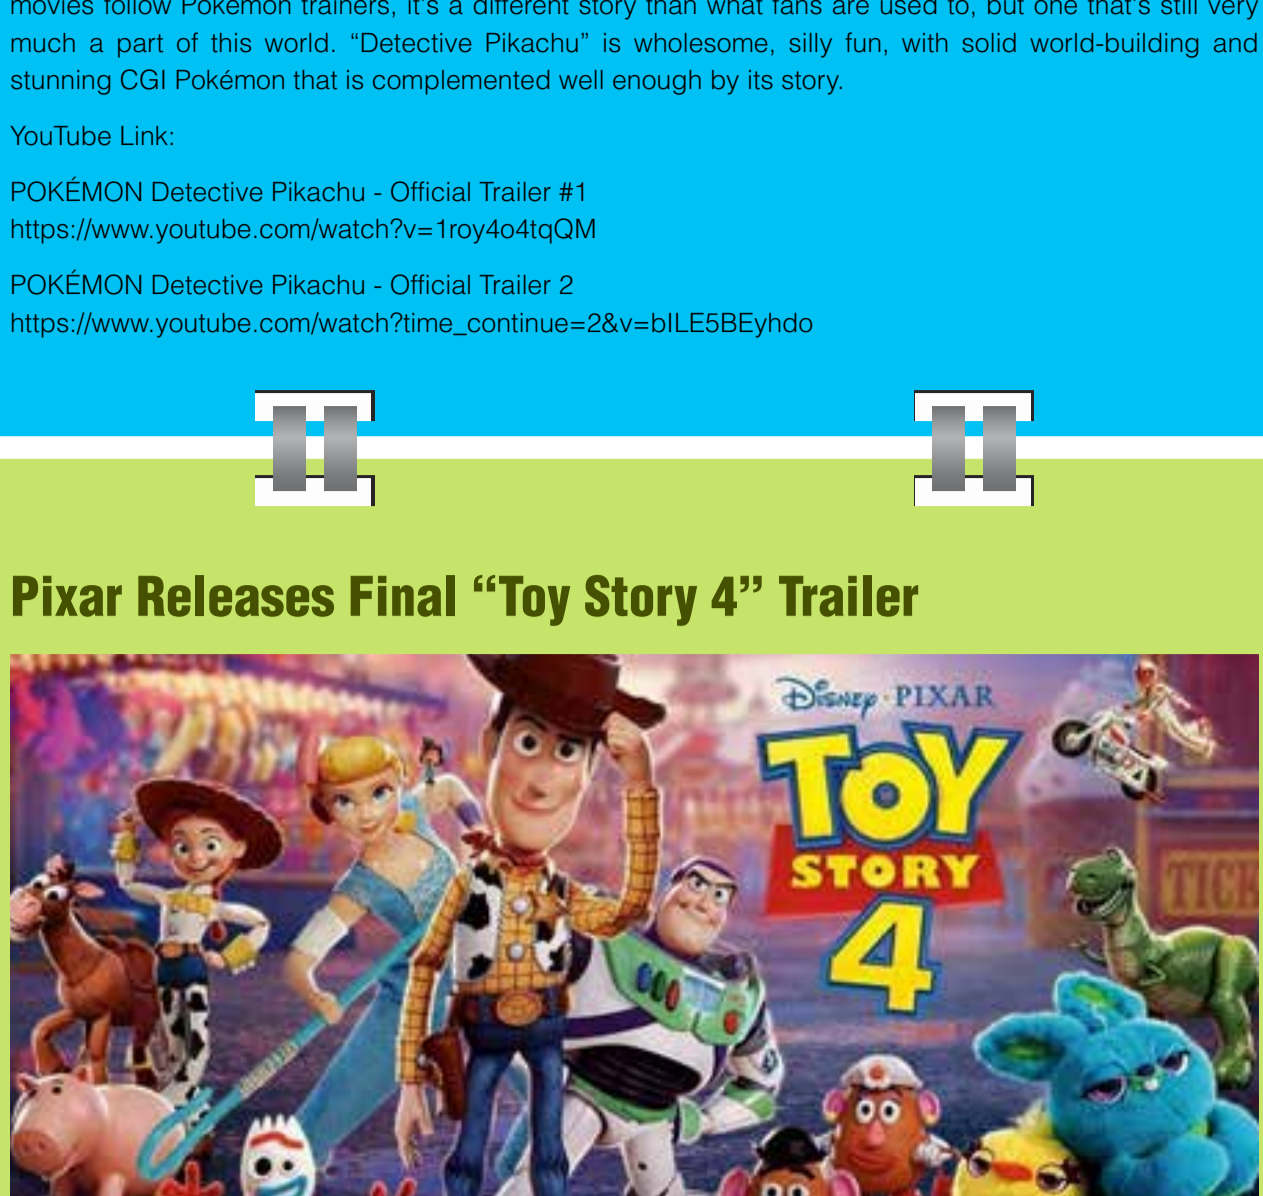 movies follow Pokémon trainers, it's a different story than what fans are used to, but one that's still very
much a part of this world. “Detective Pikachu” is wholesome, silly fun, with solid world-building and
stunning CGI Pokémon that is complemented well enough by its story.
YouTube Link:
POKÉMON Detective Pikachu - Official Trailer #1
https://www.youtube.com/watch?v=1roy4o4tqQM
POKÉMON Detective Pikachu - Official Trailer 2
https://www.youtube.com/watch?time_continue=2&v=bILE5BEyhdo
Pixar Releases Final “Toy Story 4” Trailer
DISNEY · PIXAR
TOY
STORY
4
TICK